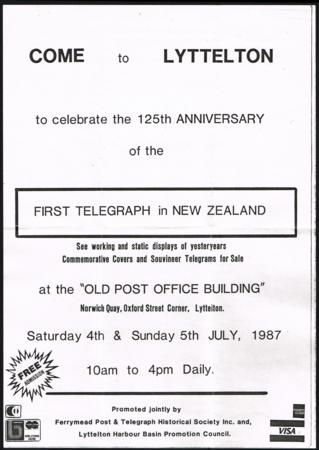 COME to LYTTELTON
to celebrate the 125th ANNIVERSARY
of the
FIRST TELEGRAPH in NEW ZEALAND
See working and static displays of yesteryears
Commemorative Covers and Souvineer Telegrams for Sale
at the "OLD POST OFFICE BUILDING"
Norwich Quay, Oxford Street Corner, Lyttelton.
Saturday 4th & Sunday 5th JULY, 1987
FREE
ADMISSION
10am to 4pm Daily.
Promoted jointly by
Ferrymead Post & Telegraph Historical Society Inc. and,
Lyttelton Harbour Basin Promotion Council.
VISA